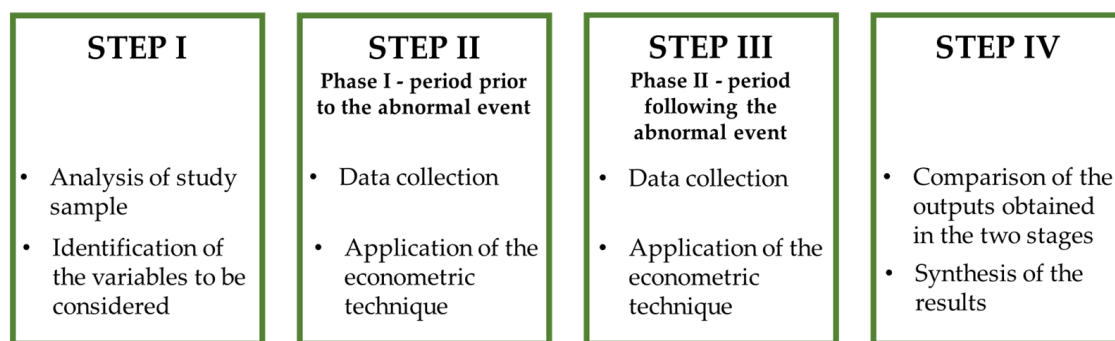 STEP I
• Analysis of study
sample
• Identification of
the variables to be
considered
STEP II
Phase I - period prior
to the abnormal event
• Data collection
• Application of the
econometric
technique
STEP III
Phase II - period
following the
abnormal event
• Data collection
• Application of the
econometric
technique
STEP IV
• Comparison of the
outputs obtained
in the two stages
• Synthesis of the
results